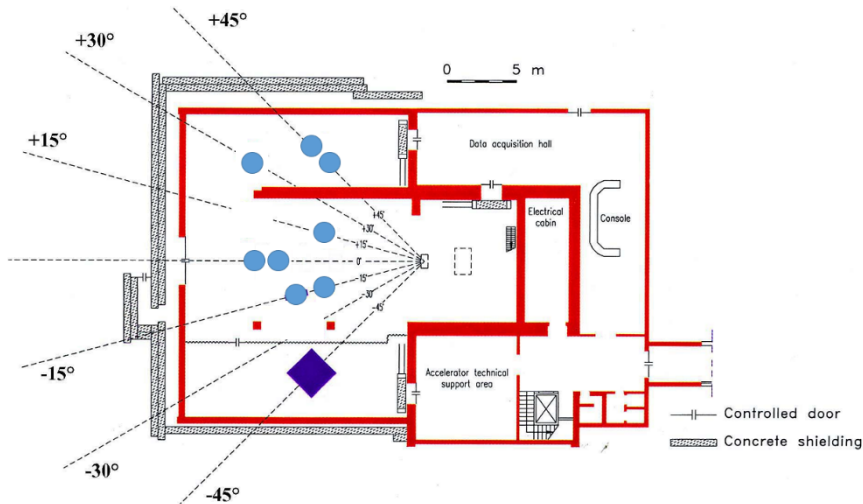 +45°
+30°
0 5 m
+15°
Data acquisition hall
Electrical
cabin
Console
+45°
+30°
+15°
0°
15°
-30°
-45°
-15°
Accelerator technical
support area
Controlled door
Concrete shielding
-30°
-45°